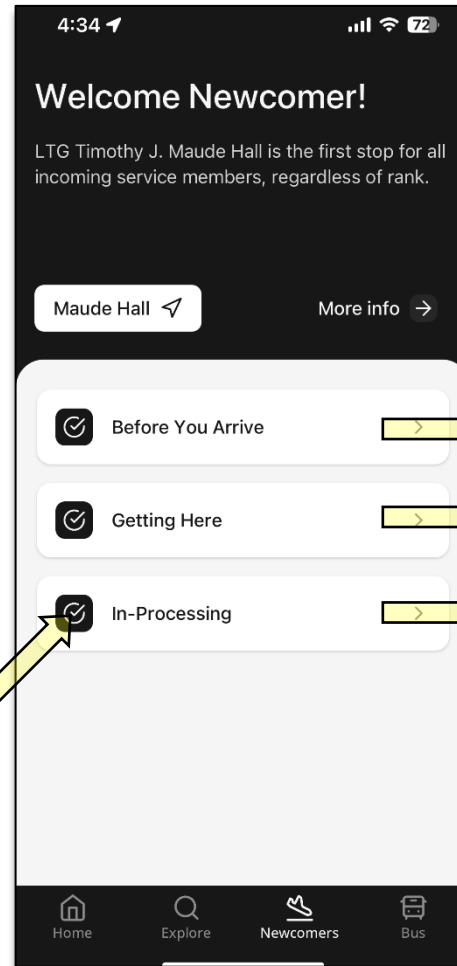 4:34
72
Welcome Newcomer!
LTG Timothy J. Maude Hall is the first stop for all
incoming service members, regardless of rank.
Maude Hall
More info
Before You Arrive
Getting Here
In-Processing
Home
Explore
Newcomers
Bus